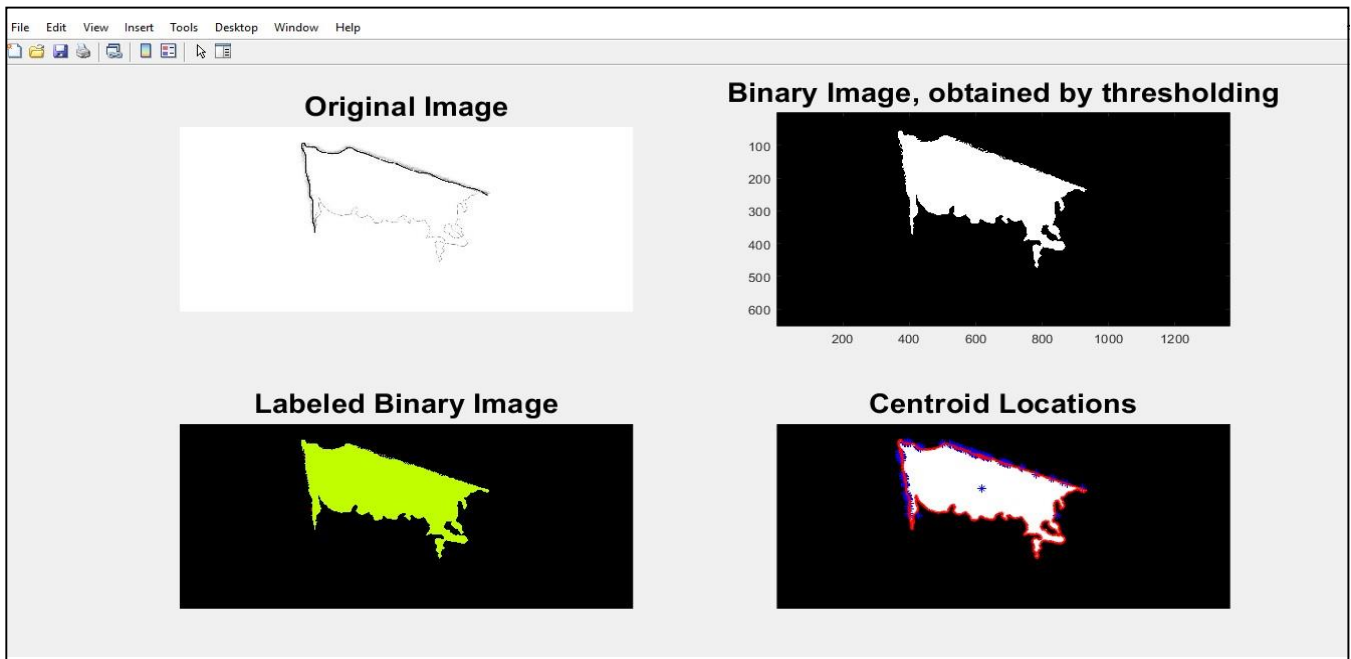 File Edit View Insert Tools Desktop Window Help
Original Image
Binary Image, obtained by thresholding
100
200
300
400
500
600
200 400 600 800 1000 1200
Labeled Binary Image
Centroid Locations